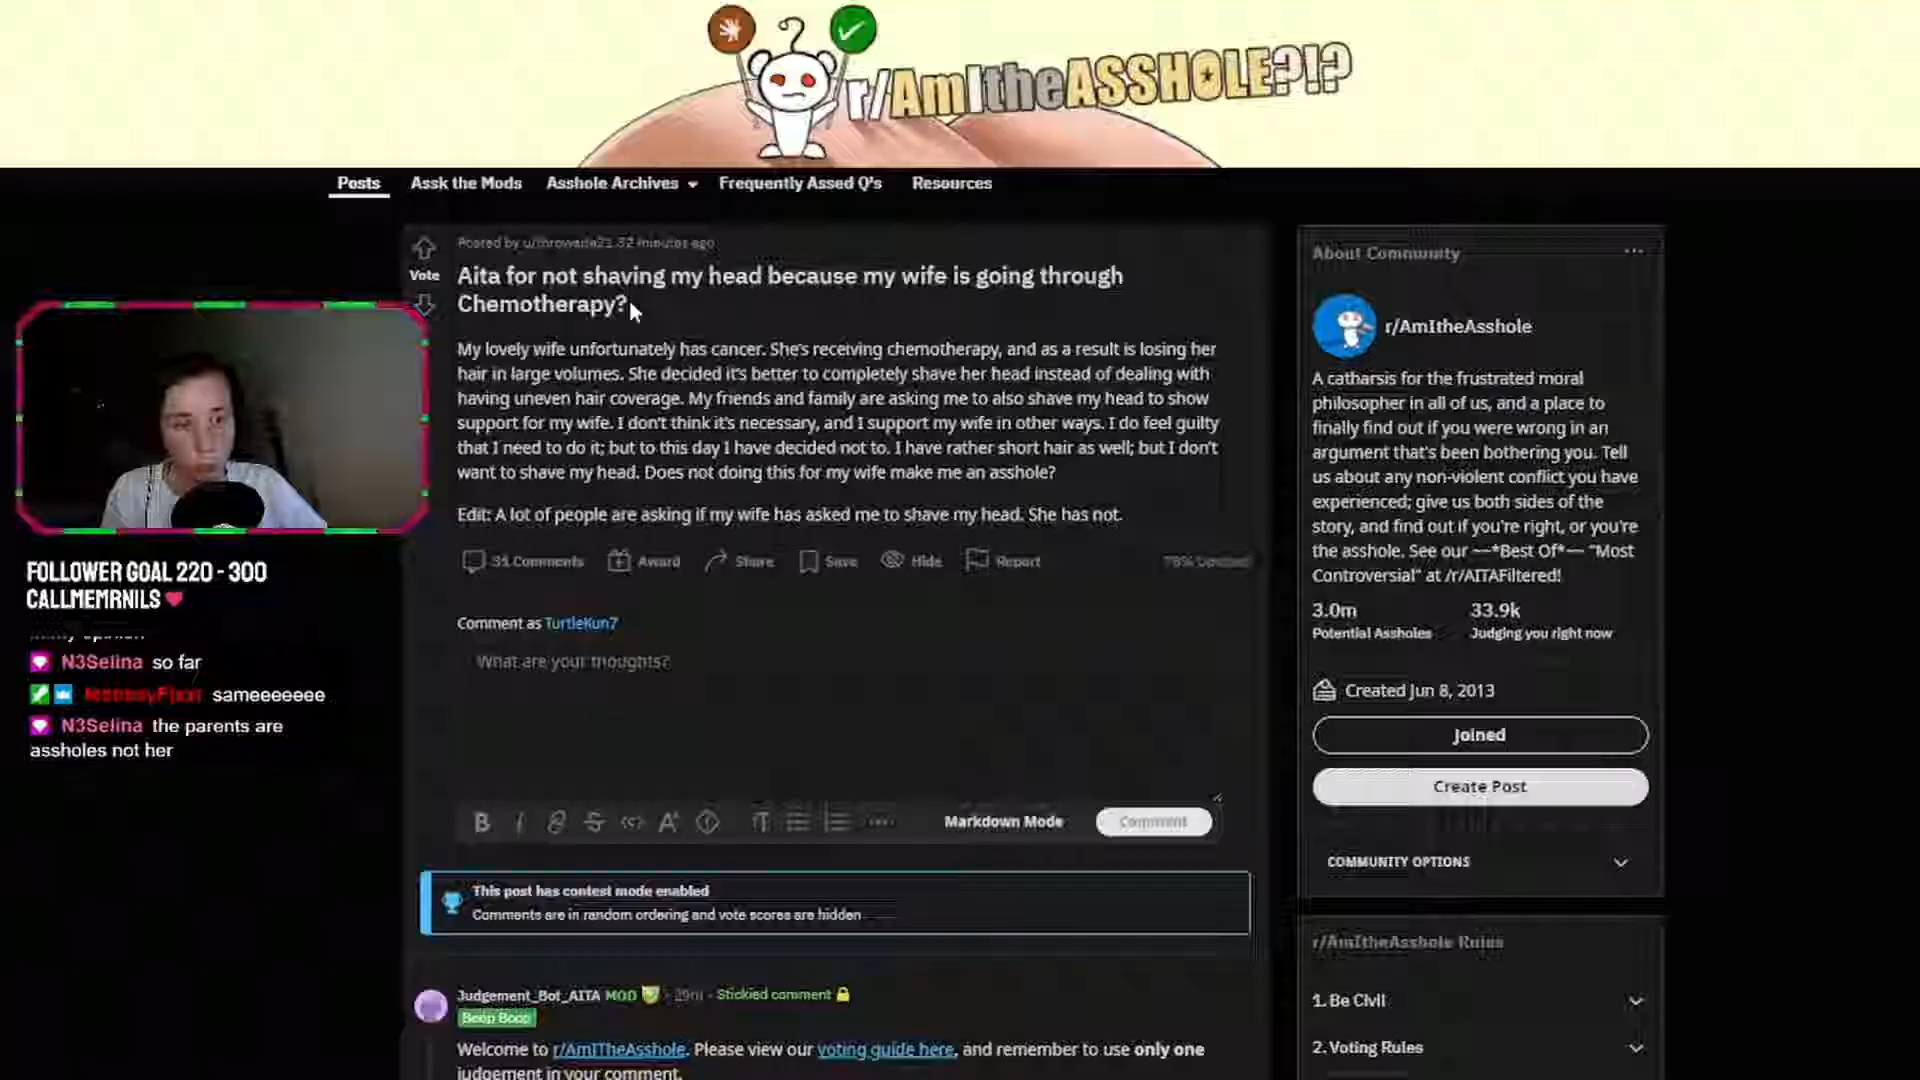 r/AmItheASSHOLE?!?
Posts
Assk the Mods
Asshole Archives
Frequently Assed Q's
Resources
Posted by 32 minutes ago
Vote
Aita for not shaving my head because my wife is going through
Chemotherapy?
My lovely wife unfortunately has cancer. She's receiving chemotherapy, and as a result is losing her
hair in large volumes. She decided it's better to completely shave her head instead of dealing with
having uneven hair coverage. My friends and family are asking me to also shave my head to show
support for my wife. I don't think it's necessary, and I support my wife in other ways. I do feel guilty
that I need to do it; but to this day I have decided not to. I have rather short hair as well; but I don't
want to shave my head. Does not doing this for my wife make me an asshole?
Edit: A lot of people are asking if my wife has asked me to shave my head. She has not.
31 Comments
Award
Share
Save
Hide
Report
78% Upvoted
Comment as TurtleKun7
What are your thoughts?
Markdown Mode
Comment
This post has contest mode enabled
Comments are in random ordering and vote scores are hidden
Judgement_Bot_AITA MOD · 29m · Stickied comment
Beep Boop
Welcome to r/AmITheAsshole. Please view our voting guide here, and remember to use only one
judgement in your comment.
About Community
r/AmItheAsshole
A catharsis for the frustrated moral
philosopher in all of us, and a place to
finally find out if you were wrong in an
argument that's been bothering you. Tell
us about any non-violent conflict you have
experienced; give us both sides of the
story, and find out if you're right, or you're
the asshole. See our ~~*Best Of*~~ "Most
Controversial" at /r/AITAFiltered!
3.0m
33.9k
Potential Assholes
Judging you right now
Created Jun 8, 2013
Joined
Create Post
COMMUNITY OPTIONS
r/AmItheAsshole Rules
1. Be Civil
2. Voting Rules
FOLLOWER GOAL 220 - 300
CALLMEMRNILS
N3Selina so far
sameeeeeee
N3Selina the parents are
assholes not her